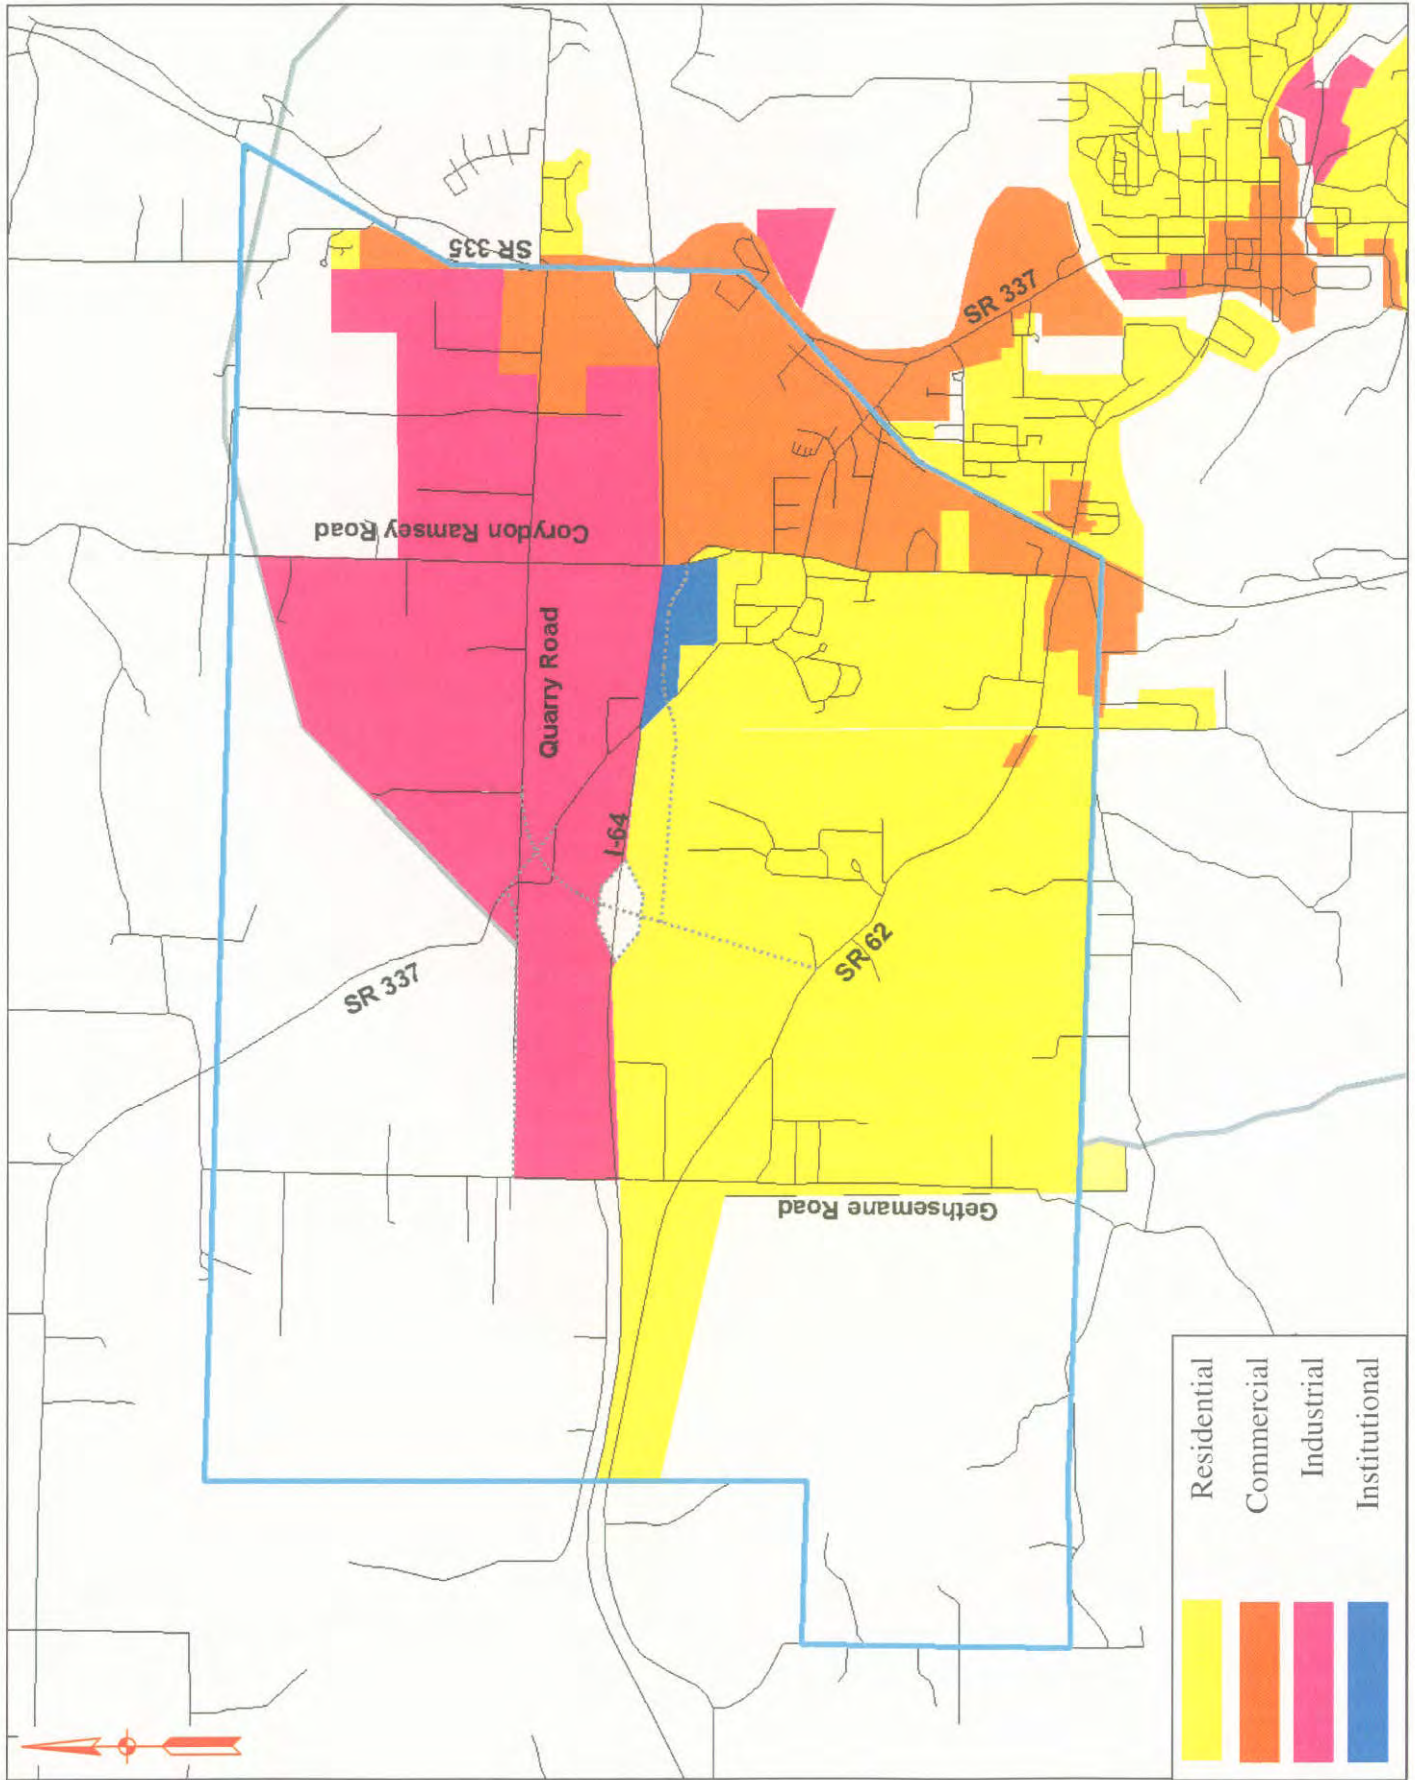 SR 335
SR 337
Corydon Ramsey Road
Quarry Road
I-64
SR 337
SR 62
Gethsemane Road
Residential
Commercial
Industrial
Institutional